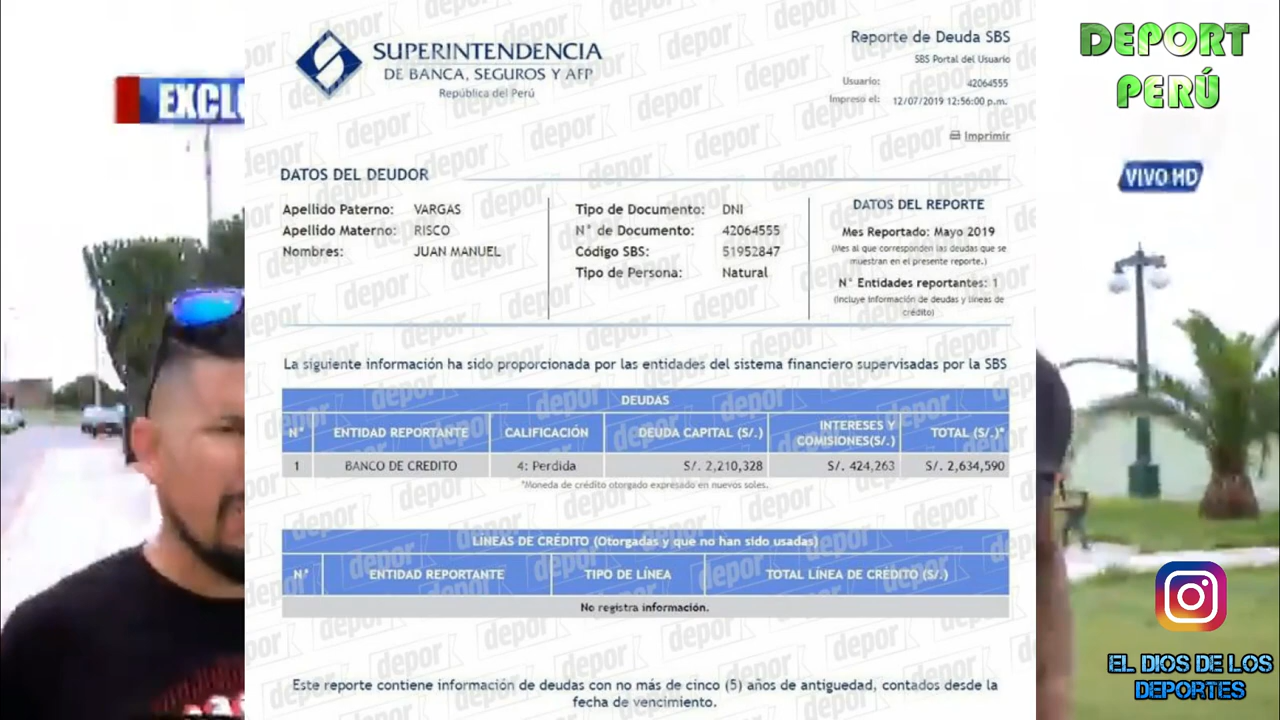 SUPERINTENDENCIA
DE BANCA, SEGUROS Y AFP
República del Perú
Reporte de Deuda SBS
SBS Portal del Usuario
Usuario: 42064555
Impreso el: 12/07/2019 12:56:00 p.m.
Imprimir
DEPORT
PERÚ
EXCLU
VIVO HD
DATOS DEL DEUDOR
Apellido Paterno: VARGAS
Apellido Materno: RISCO
Nombres: JUAN MANUEL
Tipo de Documento: DNI
N° de Documento: 42064555
Código SBS: 51952847
Tipo de Persona: Natural
DATOS DEL REPORTE
Mes Reportado: Mayo 2019
(Mes al que corresponden las deudas que se
muestran en el presente reporte.)
N° Entidades reportantes: 1
(Incluye información de deudas y líneas de
crédito)
La siguiente información ha sido proporcionada por las entidades del sistema financiero supervisadas por la SBS
DEUDAS
N° ENTIDAD REPORTANTE CALIFICACIÓN DEUDA CAPITAL (S/.) INTERESES Y COMISIONES(S/.) TOTAL (S/.)*
1 BANCO DE CREDITO 4: Perdida S/. 2,210,328 S/. 424,263 S/. 2,634,590
*Moneda de crédito otorgado expresado en nuevos soles.
LINEAS DE CRÉDITO (Otorgadas y que no han sido usadas)
N° ENTIDAD REPORTANTE TIPO DE LÍNEA TOTAL LÍNEA DE CRÉDITO (S/.)
No registra información.
Este reporte contiene información de deudas con no más de cinco (5) años de antiguedad, contados desde la
fecha de vencimiento.
EL DIOS DE LOS
DEPORTES
depor